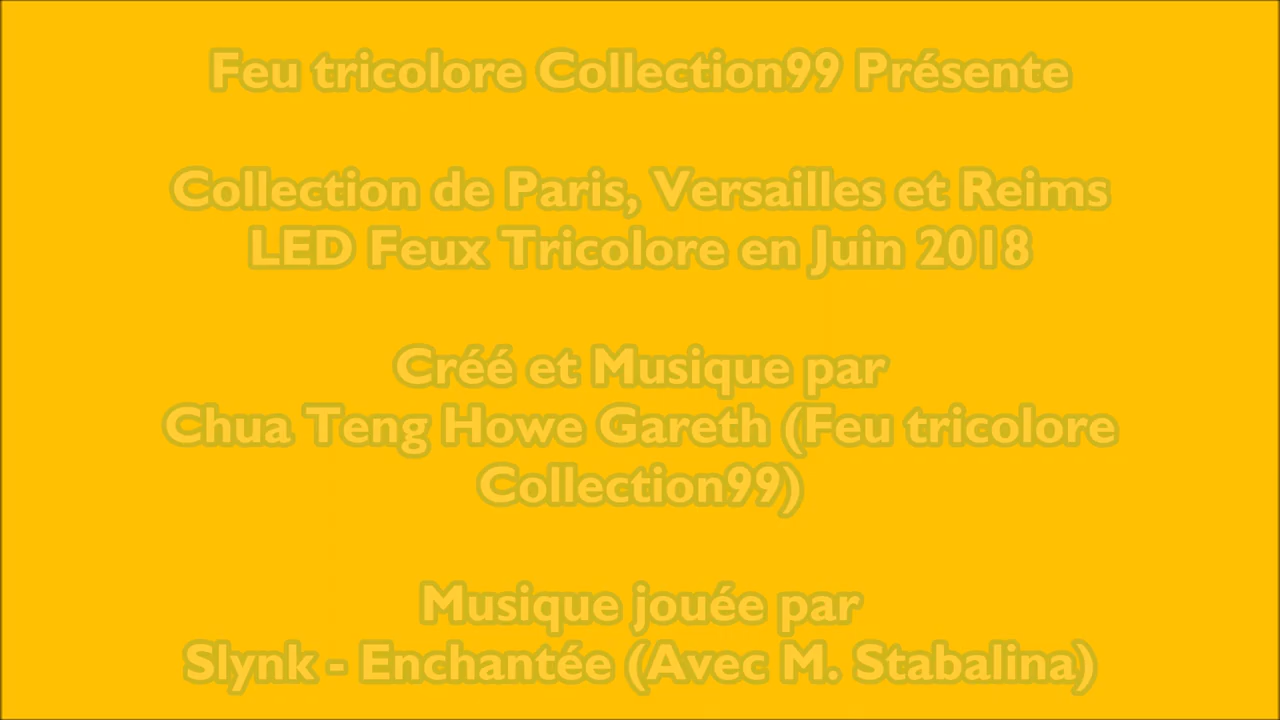 Feu tricolore Collection99 Présente
Collection de Paris, Versailles et Reims
LED Feux Tricolore en Juin 2018
Créé et Musique par
Chua Teng Howe Gareth (Feu tricolore
Collection99)
Musique jouée par
Slynk - Enchantée (Avec M. Stabalina)